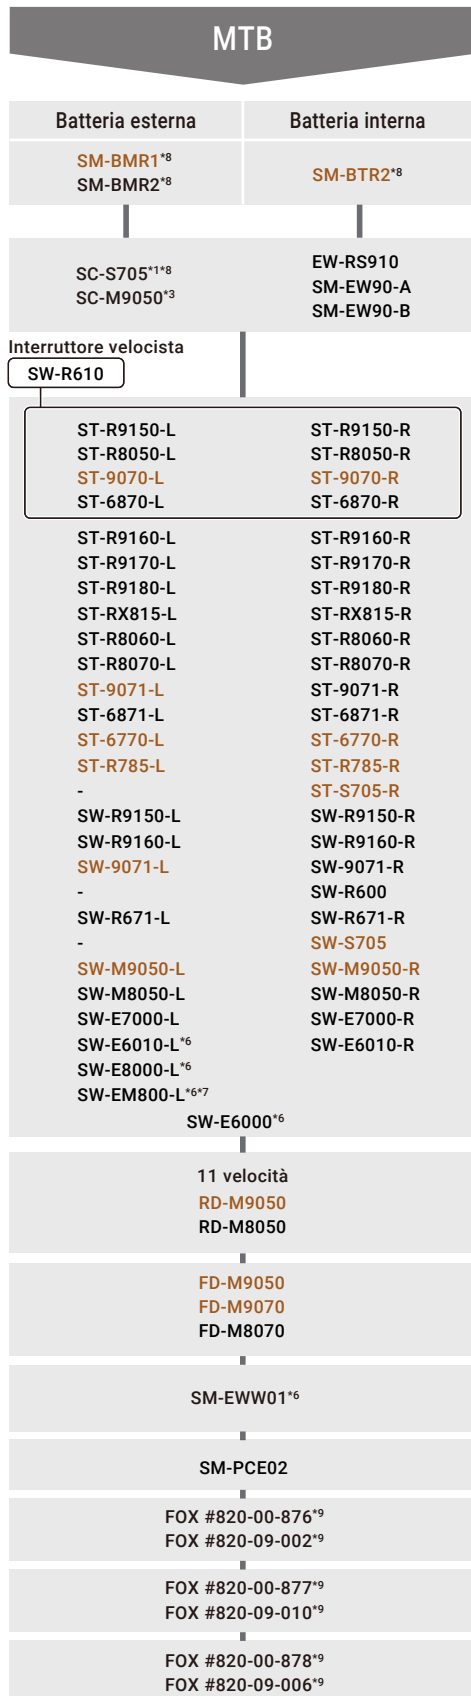 MTB
Batteria esterna Batteria interna
SM-BMR1*8
SM-BMR2*8
SM-BTR2*8
SC-S705*1*8
SC-M9050*3
EW-RS910
SM-EW90-A
SM-EW90-B
Interruttore velocista
SW-R610
ST-R9150-L ST-R9150-R
ST-R8050-L ST-R8050-R
ST-9070-L ST-9070-R
ST-6870-L ST-6870-R
ST-R9160-L ST-R9160-R
ST-R9170-L ST-R9170-R
ST-R9180-L ST-R9180-R
ST-RX815-L ST-RX815-R
ST-R8060-L ST-R8060-R
ST-R8070-L ST-R8070-R
ST-9071-L ST-9071-R
ST-6871-L ST-6871-R
ST-6770-L ST-6770-R
ST-R785-L ST-R785-R
- ST-S705-R
SW-R9150-L SW-R9150-R
SW-R9160-L SW-R9160-R
SW-9071-L SW-9071-R
- SW-R600
SW-R671-L SW-R671-R
- SW-S705
SW-M9050-L SW-M9050-R
SW-M8050-L SW-M8050-R
SW-E7000-L SW-E7000-R
SW-E6010-L*6 SW-E6010-R
SW-E8000-L*6
SW-EM800-L*6*7
SW-E6000*6
11 velocità
RD-M9050
RD-M8050
FD-M9050
FD-M9070
FD-M8070
SM-EWW01*6
SM-PCE02
FOX #820-00-876*9
FOX #820-09-002*9
FOX #820-00-877*9
FOX #820-09-010*9
FOX #820-00-878*9
FOX #820-09-006*9